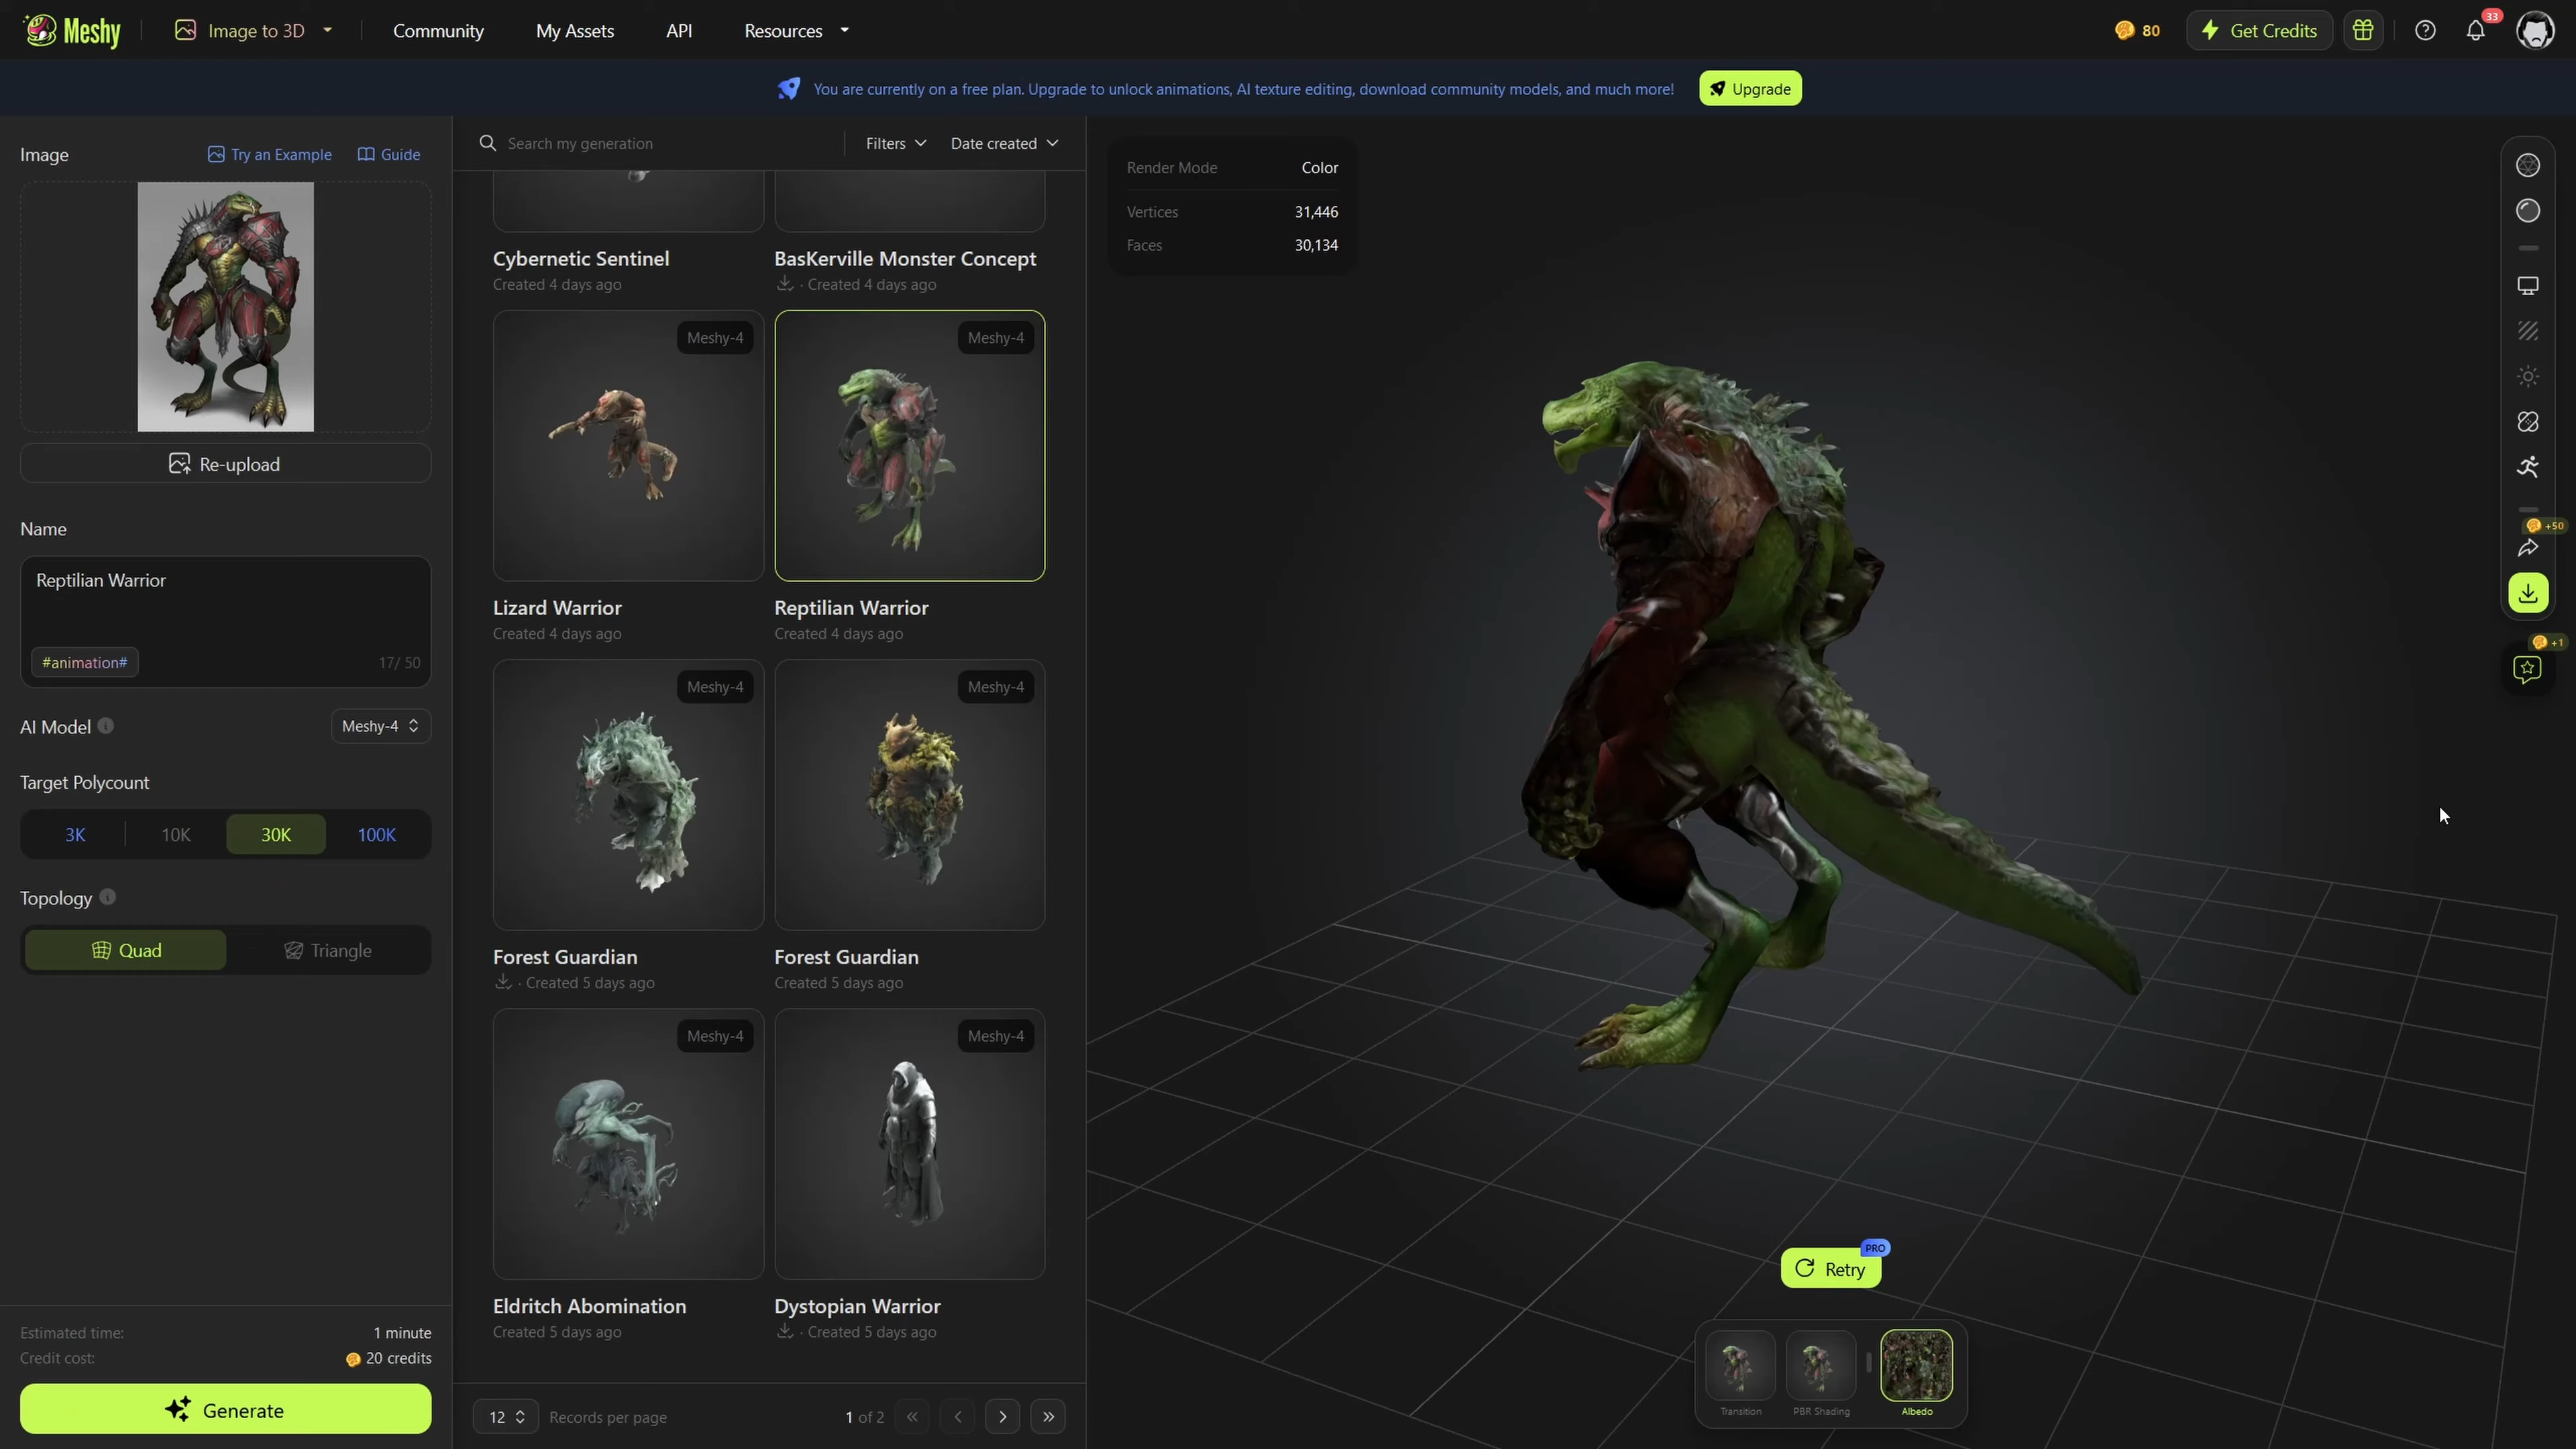 Meshy
Image to 3D
Community
My Assets
API
Resources
80
Get Credits
33
You are currently on a free plan. Upgrade to unlock animations, AI texture editing, download community models, and much more!
Upgrade
Image
Try an Example
Guide
Re-upload
Name
Reptilian Warrior
#animation#
17/ 50
AI Model
Meshy-4
Target Polycount
3K
10K
30K
100K
Topology
Quad
Triangle
Estimated time:
1 minute
Credit cost:
20 credits
Generate
Search my generation
Filters
Date created
Cybernetic Sentinel
Created 4 days ago
BasKerville Monster Concept
· Created 4 days ago
Meshy-4
Meshy-4
Lizard Warrior
Created 4 days ago
Reptilian Warrior
Created 4 days ago
Meshy-4
Meshy-4
Forest Guardian
· Created 5 days ago
Forest Guardian
Created 5 days ago
Meshy-4
Meshy-4
Eldritch Abomination
Created 5 days ago
Dystopian Warrior
· Created 5 days ago
12
Records per page
1 of 2
Render Mode
Color
Vertices
31,446
Faces
30,134
+50
+1
PRO
Retry
Transition
PBR Shading
Albedo